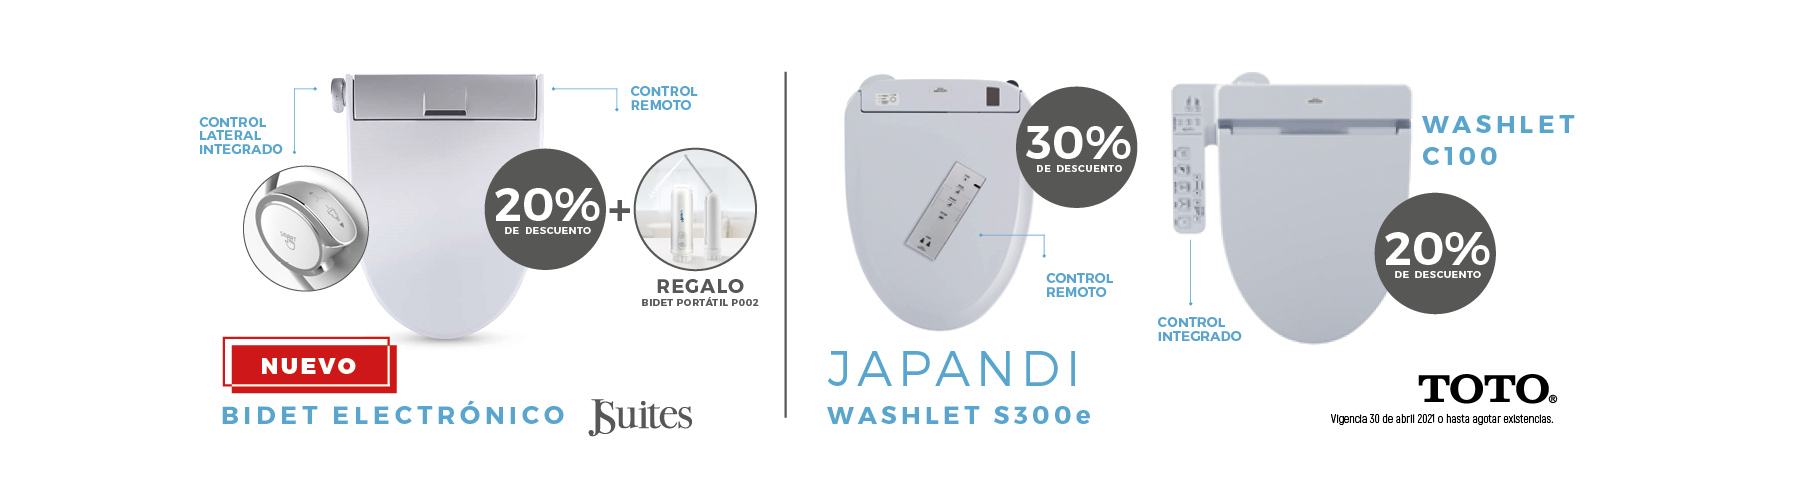 CONTROL
LATERAL
INTEGRADO
CONTROL
REMOTO
START
20%
DE DESCUENTO
+
REGALO
BIDET PORTÁTIL P002
NUEVO
BIDET ELECTRÓNICO
JSuites
30%
DE DESCUENTO
CONTROL
REMOTO
JAPANDI
WASHLET S300e
WASHLET
C100
20%
DE DESCUENTO
CONTROL
INTEGRADO
TOTO®
Vigencia 30 de abril 2021 o hasta agotar existencias.